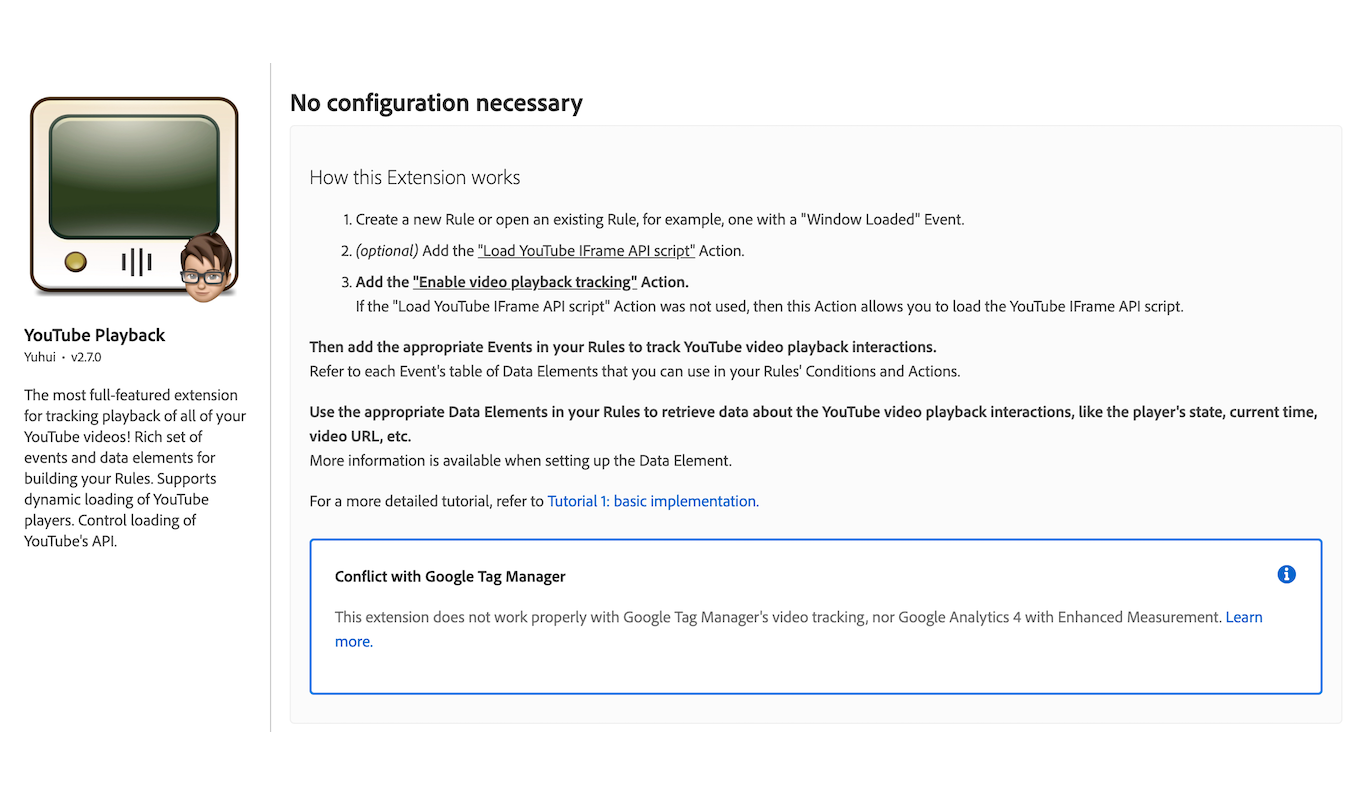 YouTube Playback
Yuhui · v2.7.0
The most full-featured extension
for tracking playback of all of your
YouTube videos! Rich set of
events and data elements for
building your Rules. Supports
dynamic loading of YouTube
players. Control loading of
YouTube's API.
No configuration necessary
How this Extension works
1. Create a new Rule or open an existing Rule, for example, one with a "Window Loaded" Event.
2. (optional) Add the "Load YouTube IFrame API script" Action.
3. Add the "Enable video playback tracking" Action.
If the "Load YouTube IFrame API script" Action was not used, then this Action allows you to load the YouTube IFrame API script.
Then add the appropriate Events in your Rules to track YouTube video playback interactions.
Refer to each Event's table of Data Elements that you can use in your Rules' Conditions and Actions.
Use the appropriate Data Elements in your Rules to retrieve data about the YouTube video playback interactions, like the player's state, current time,
video URL, etc.
More information is available when setting up the Data Element.
For a more detailed tutorial, refer to Tutorial 1: basic implementation.
Conflict with Google Tag Manager
This extension does not work properly with Google Tag Manager's video tracking, nor Google Analytics 4 with Enhanced Measurement. Learn
more.